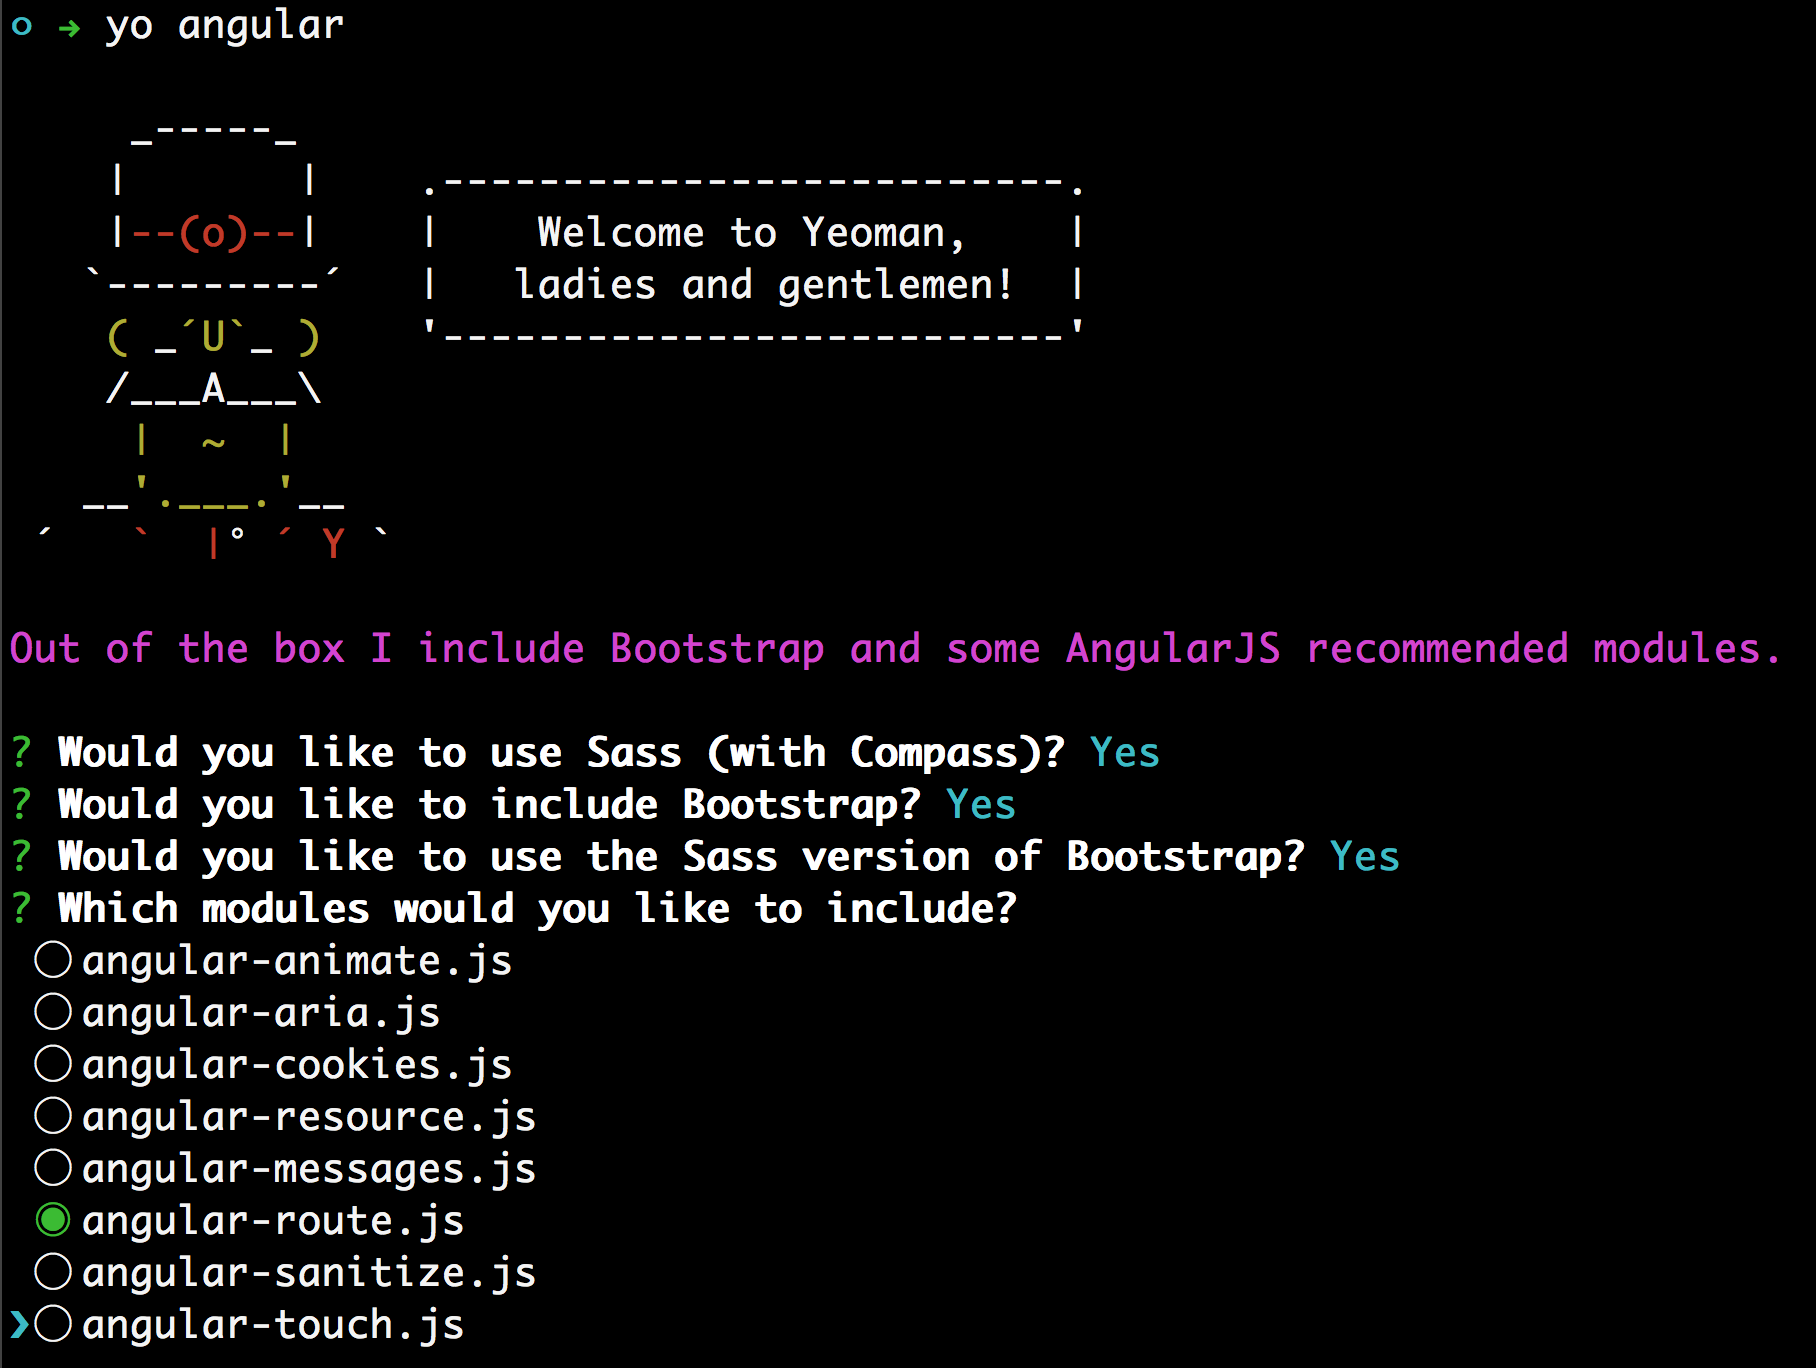 o → yo angular
_-----_
|       |    .--------------------------.
|--(o)--|    |    Welcome to Yeoman,    |
`---------´   |   ladies and gentlemen!  |
( _´U`_ )    '--------------------------'
/___A___\
|  ~  |
__'.___.'__
´   `  |° ´ Y `
Out of the box I include Bootstrap and some AngularJS recommended modules.
? Would you like to use Sass (with Compass)? Yes
? Would you like to include Bootstrap? Yes
? Would you like to use the Sass version of Bootstrap? Yes
? Which modules would you like to include?
◯ angular-animate.js
◯ angular-aria.js
◯ angular-cookies.js
◯ angular-resource.js
◯ angular-messages.js
◉ angular-route.js
◯ angular-sanitize.js
❯◯ angular-touch.js